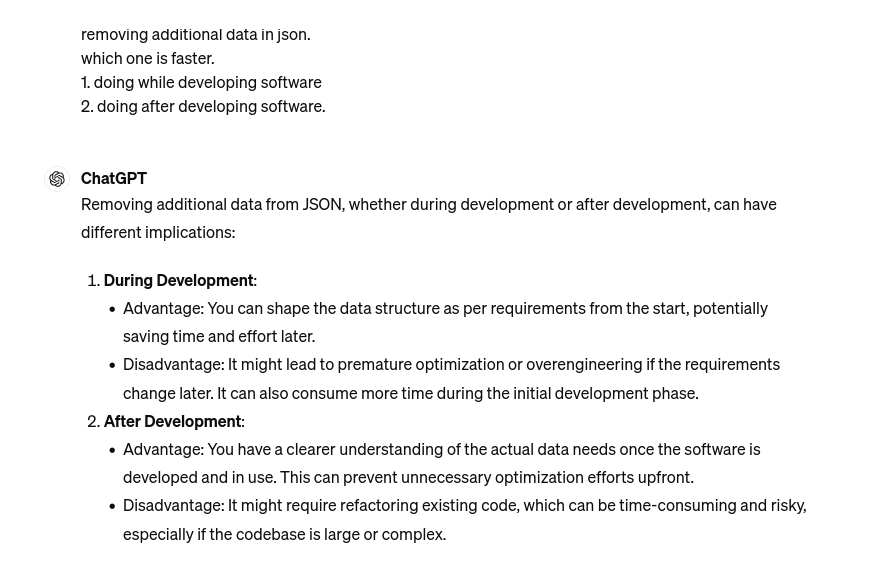 removing additional data in json.
which one is faster.
1. doing while developing software
2. doing after developing software.
ChatGPT
Removing additional data from JSON, whether during development or after development, can have
different implications:
1. During Development:
• Advantage: You can shape the data structure as per requirements from the start, potentially
saving time and effort later.
• Disadvantage: It might lead to premature optimization or overengineering if the requirements
change later. It can also consume more time during the initial development phase.
2. After Development:
• Advantage: You have a clearer understanding of the actual data needs once the software is
developed and in use. This can prevent unnecessary optimization efforts upfront.
• Disadvantage: It might require refactoring existing code, which can be time-consuming and risky,
especially if the codebase is large or complex.